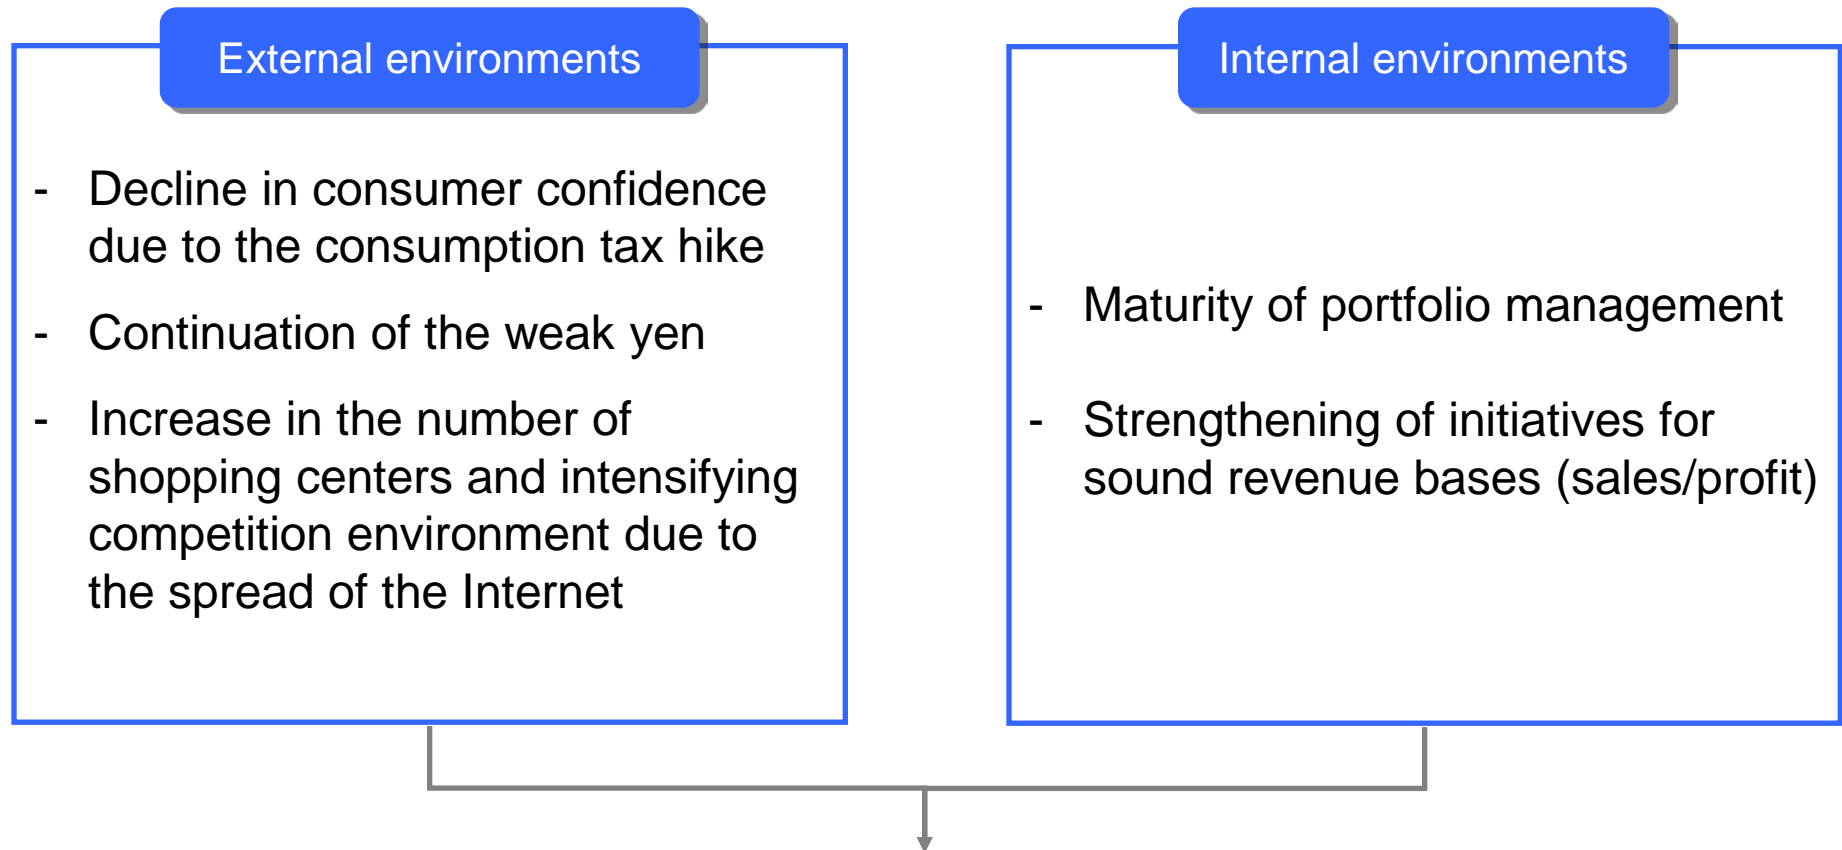 External environments
- Decline in consumer confidence
due to the consumption tax hike
- Continuation of the weak yen
- Increase in the number of
shopping centers and intensifying
competition environment due to
the spread of the Internet
Internal environments
- Maturity of portfolio management
- Strengthening of initiatives for
sound revenue bases (sales/profit)